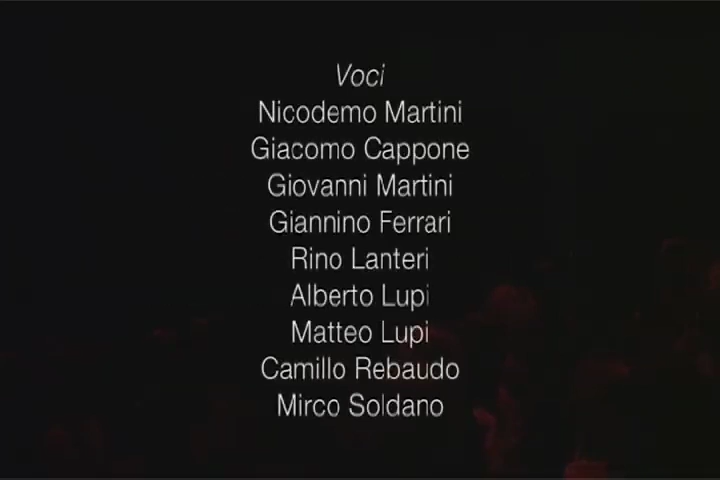 Voci
Nicodemo Martini
Giacomo Cappone
Giovanni Martini
Giannino Ferrari
Rino Lanteri
Alberto Lupi
Matteo Lupi
Camillo Rebaudo
Mirco Soldano